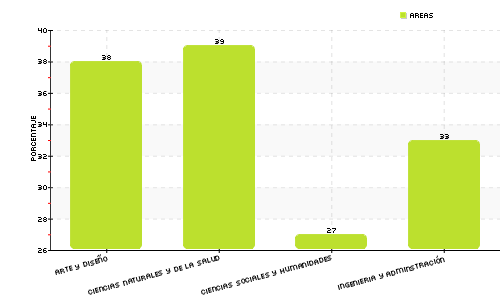 AREAS
40
38
36
34
32
30
28
26
PORCENTAJE
38
39
27
33
ARTE Y DISEÑO
CIENCIAS NATURALES Y DE LA SALUD
CIENCIAS SOCIALES Y HUMANIDADES
INGENIERIA Y ADMINSTRACIÓN